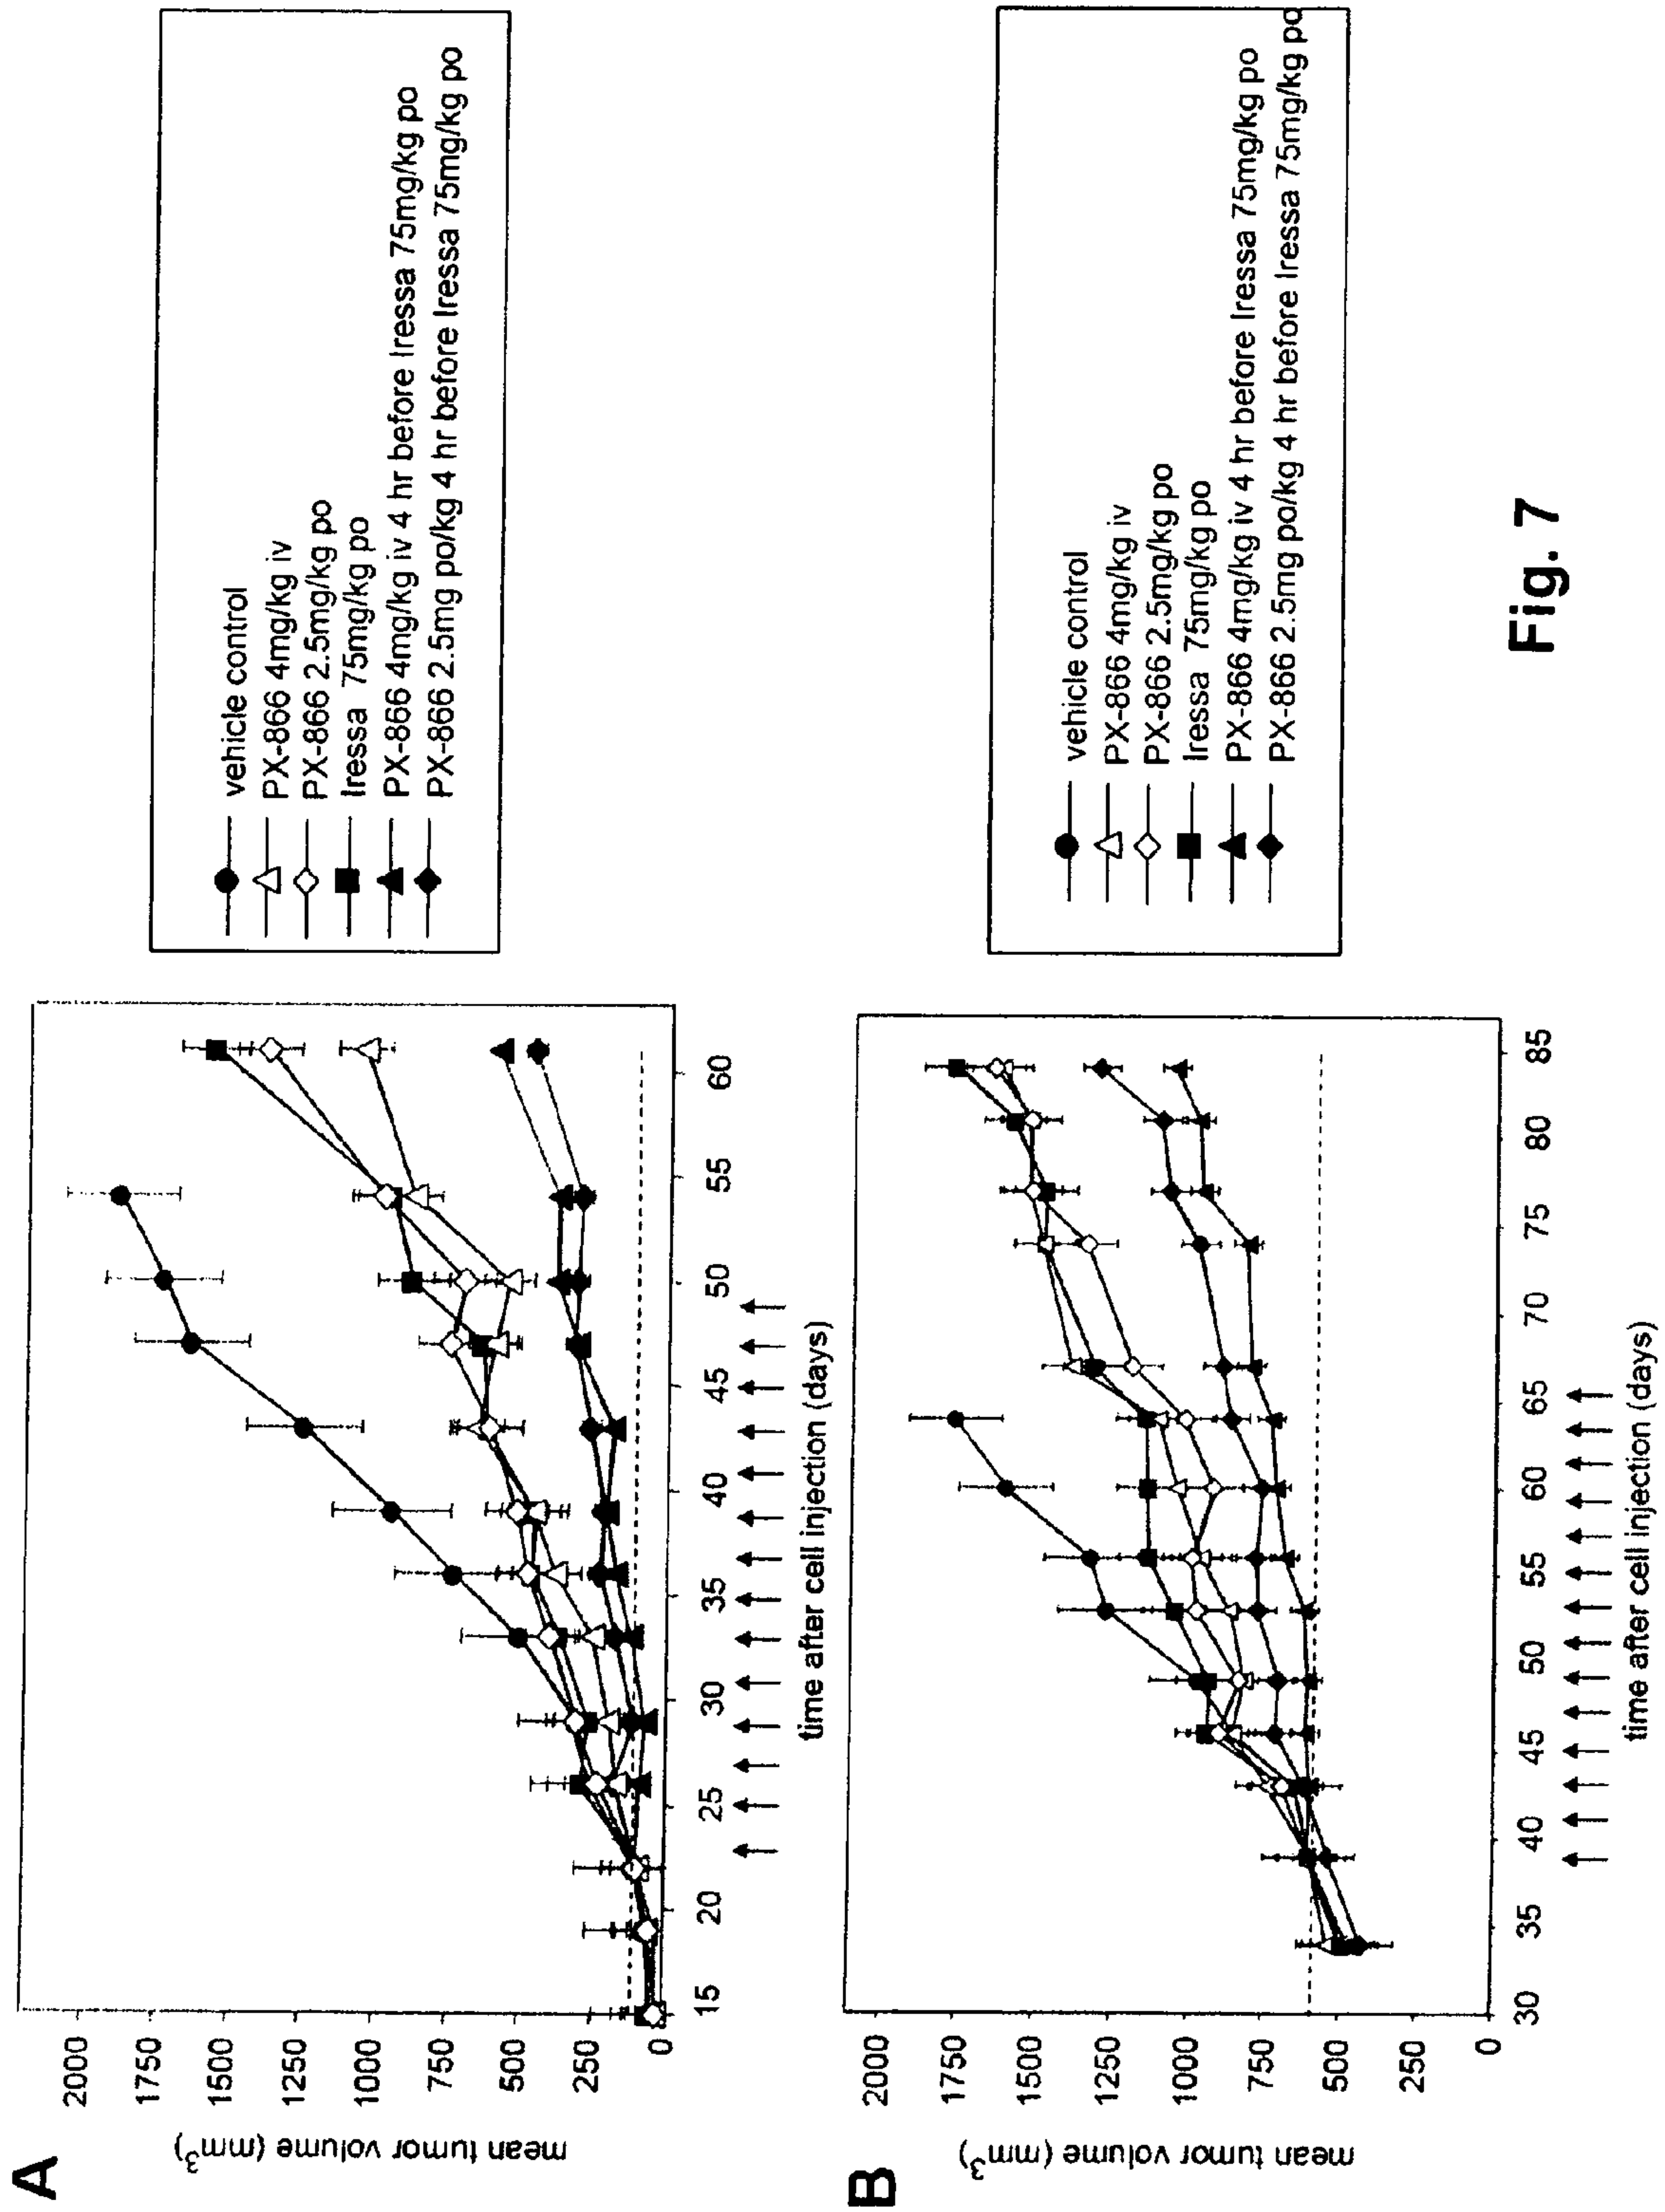 A
mean tumor volume (mm3)
2000
1750
1500
1250
1000
750
500
250
0
15
20
25
30
35
40
45
50
55
60
time after cell injection (days)
vehicle control
PX-866 4mg/kg iv
PX-866 2.5mg/kg po
Iressa 75mg/kg po
PX-866 4mg/kg iv 4 hr before Iressa 75mg/kg po
PX-866 2.5mg po/kg 4 hr before Iressa 75mg/kg po
B
mean tumor volume (mm3)
2000
1750
1500
1250
1000
750
500
250
0
30
35
40
45
50
55
60
65
70
75
80
85
time after cell injection (days)
vehicle control
PX-866 4mg/kg iv
PX-866 2.5mg/kg po
Iressa 75mg/kg po
PX-866 4mg/kg iv 4 hr before Iressa 75mg/kg po
PX-866 2.5mg po/kg 4 hr before Iressa 75mg/kg po
Fig. 7